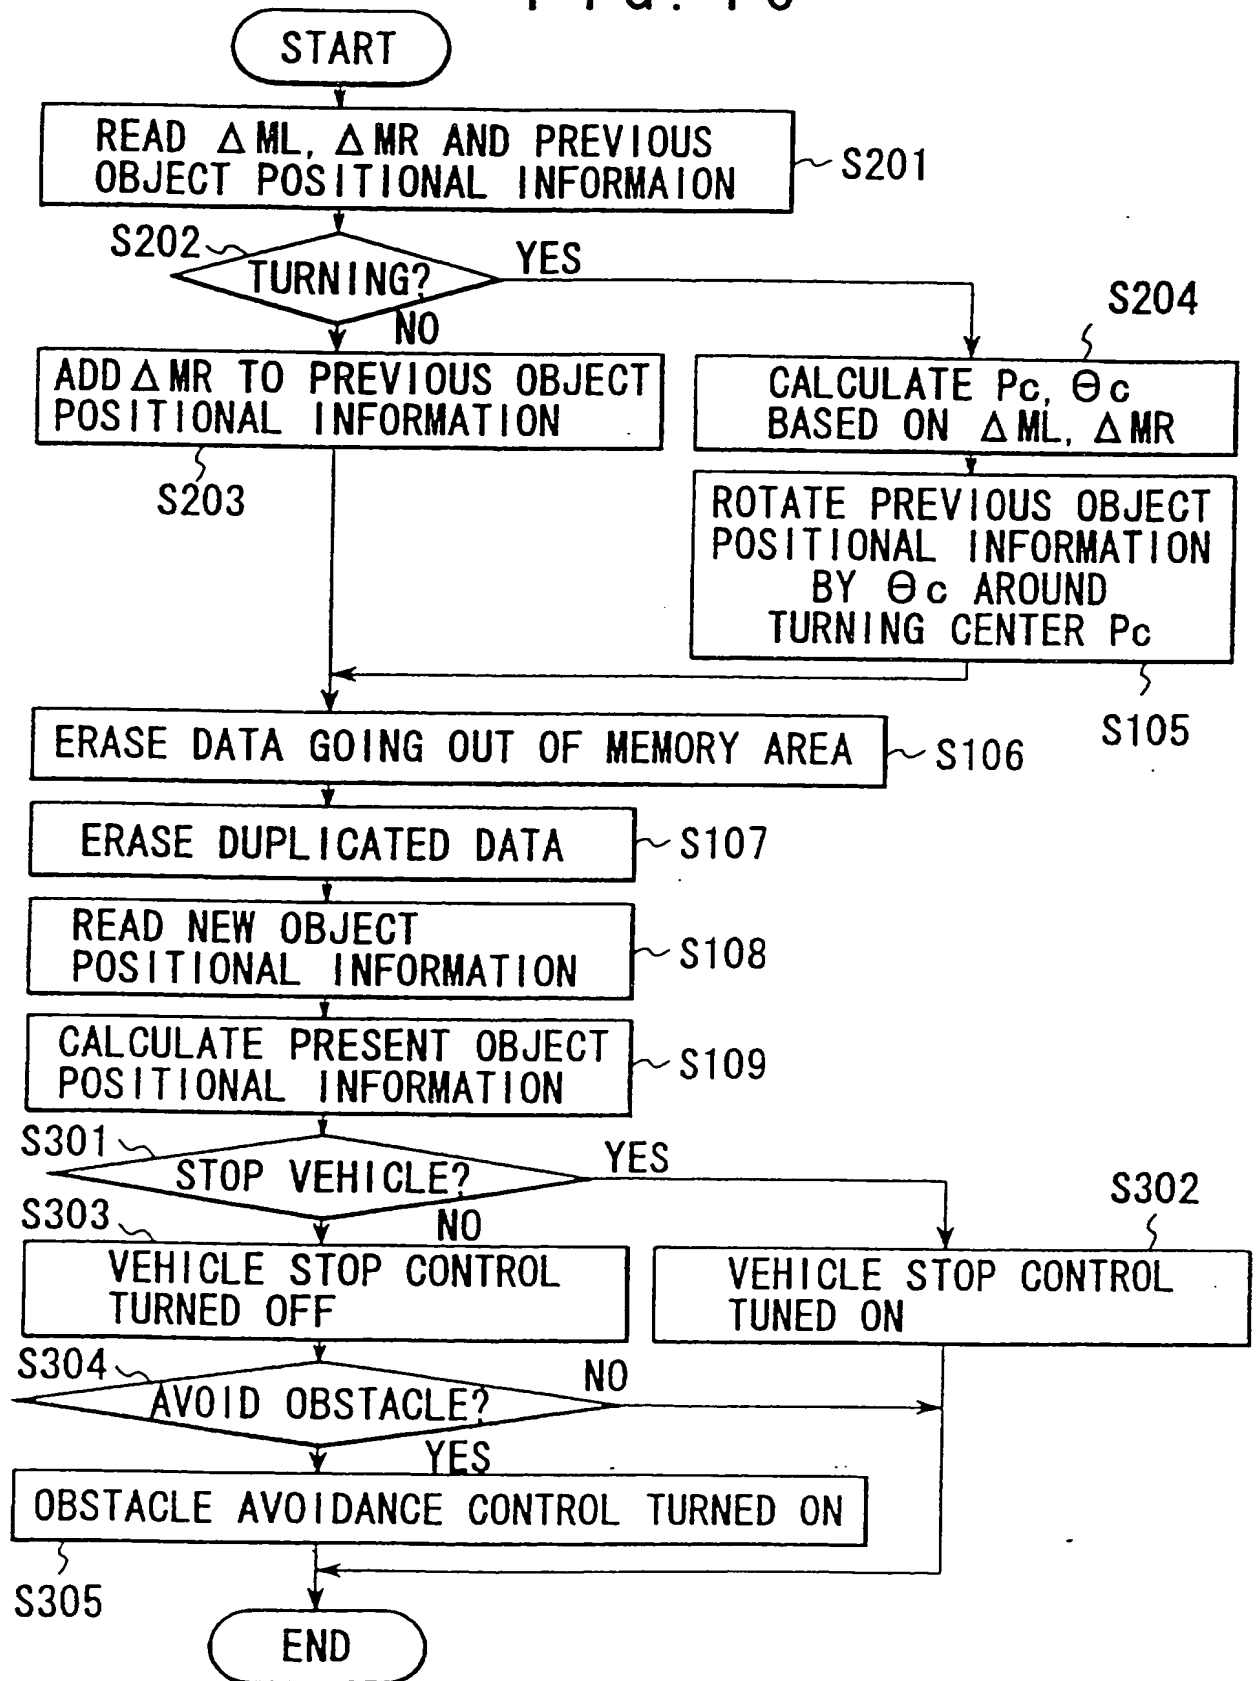 START
READ ΔML, ΔMR AND PREVIOUS
OBJECT POSITIONAL INFORMAION
S201
S202
TURNING?
YES
NO
S204
ADD ΔMR TO PREVIOUS OBJECT
POSITIONAL INFORMATION
S203
CALCULATE Pc, Θc
BASED ON ΔML, ΔMR
ROTATE PREVIOUS OBJECT
POSITIONAL INFORMATION
BY Θc AROUND
TURNING CENTER Pc
S105
ERASE DATA GOING OUT OF MEMORY AREA
S106
ERASE DUPLICATED DATA
S107
READ NEW OBJECT
POSITIONAL INFORMATION
S108
CALCULATE PRESENT OBJECT
POSITIONAL INFORMATION
S109
S301
STOP VEHICLE?
YES
NO
S302
S303
VEHICLE STOP CONTROL
TURNED OFF
VEHICLE STOP CONTROL
TUNED ON
S304
AVOID OBSTACLE?
NO
YES
OBSTACLE AVOIDANCE CONTROL TURNED ON
S305
END